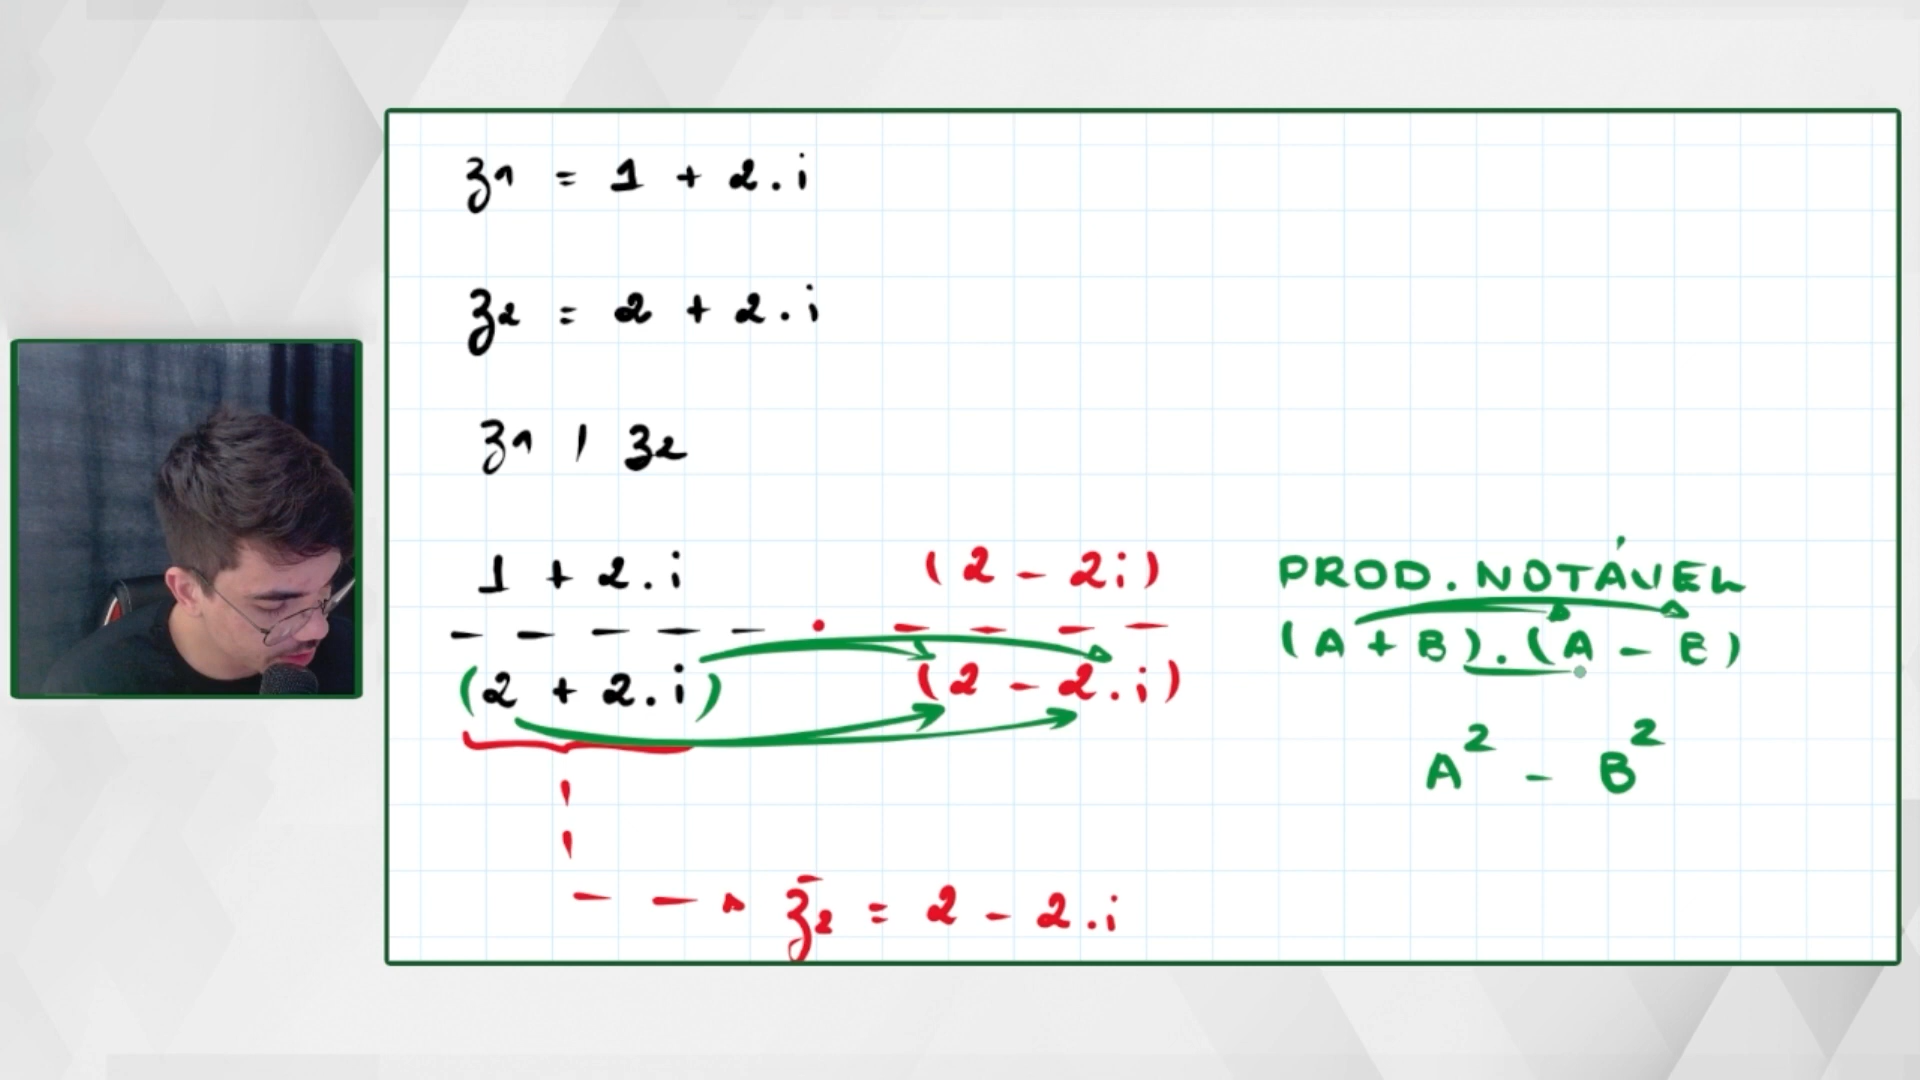 z1 = 1 + 2.i
z2 = 2 + 2.i
z1 / z2
1 + 2.i . (2 - 2i)
(2 + 2.i) (2 - 2.i)
z̄2 = 2 - 2.i
PROD. NOTÁVEL
(A + B).(A - B)
A² - B²